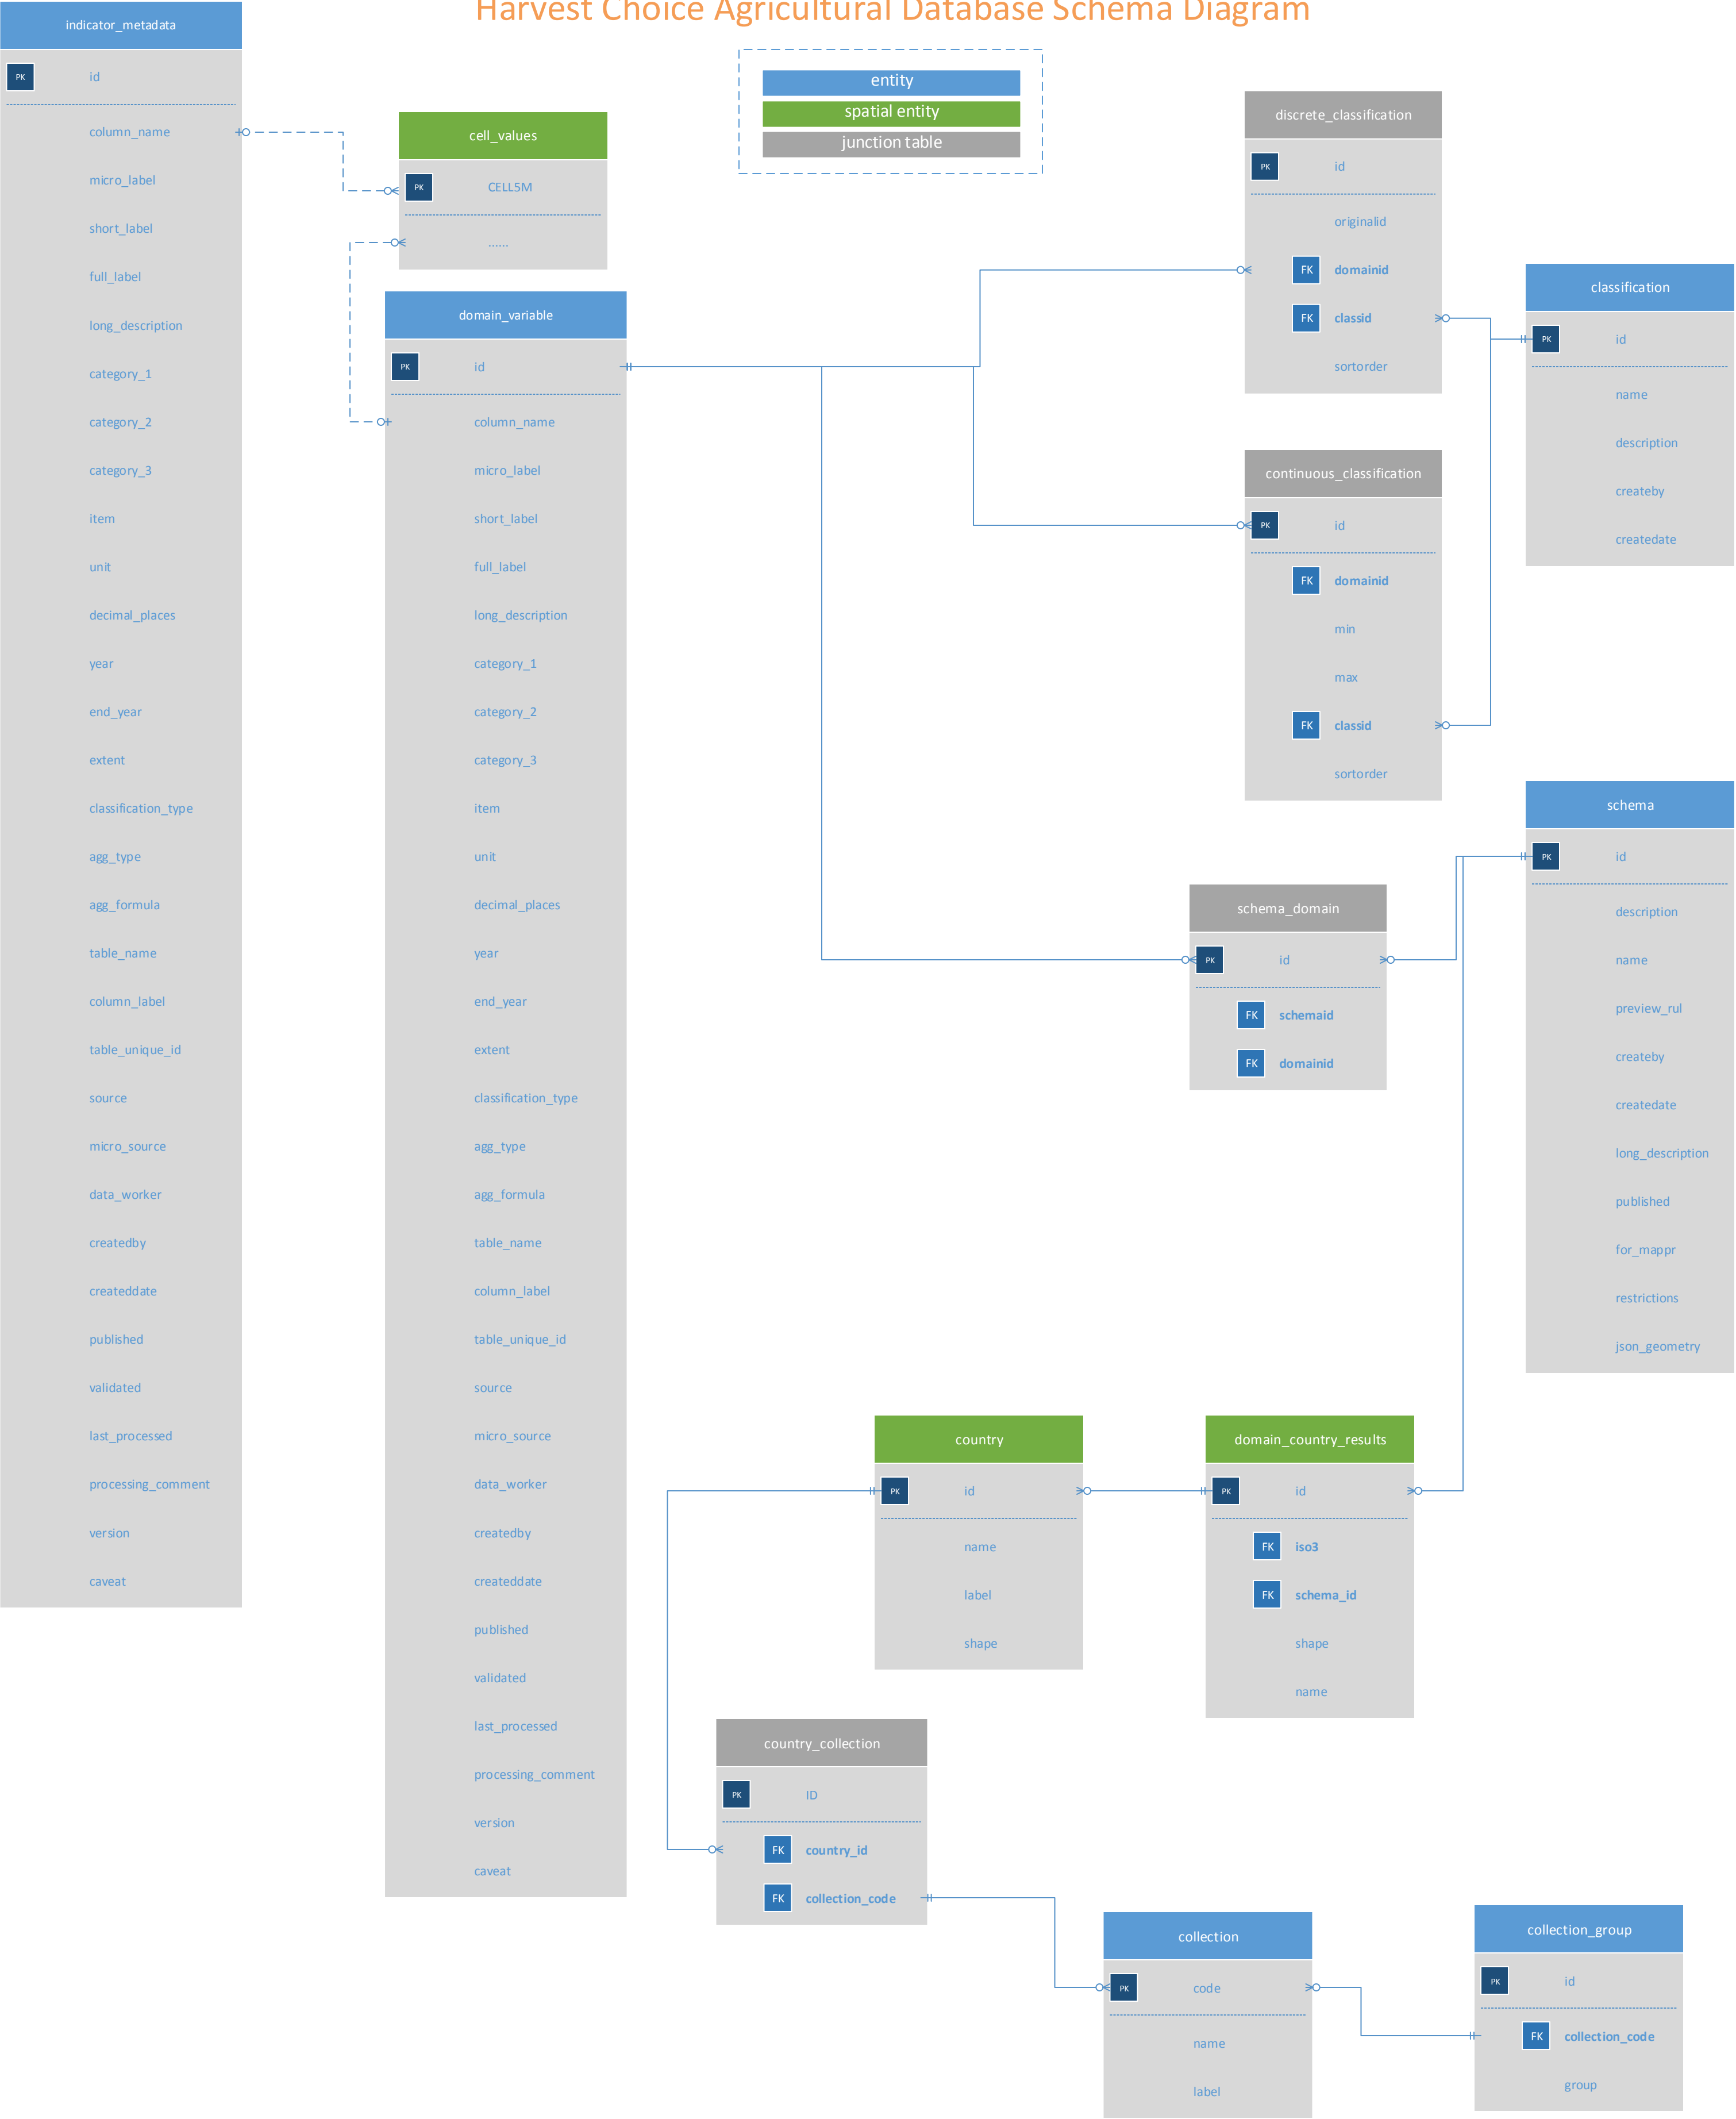 Harvest Choice Agricultural Database Schema Diagram
entity
spatial entity
junction table
indicator_metadata
PK
id
column_name
micro_label
short_label
full_label
long_description
category_1
category_2
category_3
item
unit
decimal_places
year
end_year
extent
classification_type
agg_type
agg_formula
table_name
column_label
table_unique_id
source
micro_source
data_worker
createdby
createddate
published
validated
last_processed
processing_comment
version
caveat
cell_values
PK
CELL5M
......
domain_variable
PK
id
column_name
micro_label
short_label
full_label
long_description
category_1
category_2
category_3
item
unit
decimal_places
year
end_year
extent
classification_type
agg_type
agg_formula
table_name
column_label
table_unique_id
source
micro_source
data_worker
createdby
createddate
published
validated
last_processed
processing_comment
version
caveat
discrete_classification
PK
id
originalid
FK
domainid
FK
classid
sortorder
classification
PK
id
name
description
createby
createdate
continuous_classification
PK
id
FK
domainid
min
max
FK
classid
sortorder
schema
PK
id
description
name
preview_rul
createby
createdate
long_description
published
for_mappr
restrictions
json_geometry
schema_domain
PK
id
FK
schemaid
FK
domainid
country
PK
id
name
label
shape
domain_country_results
PK
id
FK
iso3
FK
schema_id
shape
name
country_collection
PK
ID
FK
country_id
FK
collection_code
collection
PK
code
name
label
collection_group
PK
id
FK
collection_code
group